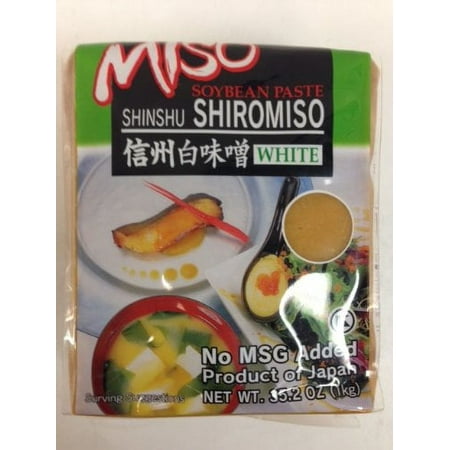 MISO
SOYBEAN PASTE
SHINSHU SHIROMISO
信州白味噌 WHITE
K
No MSG Added
Product of Japan
NET WT. 35.2 OZ (1kg)
Serving Suggestions